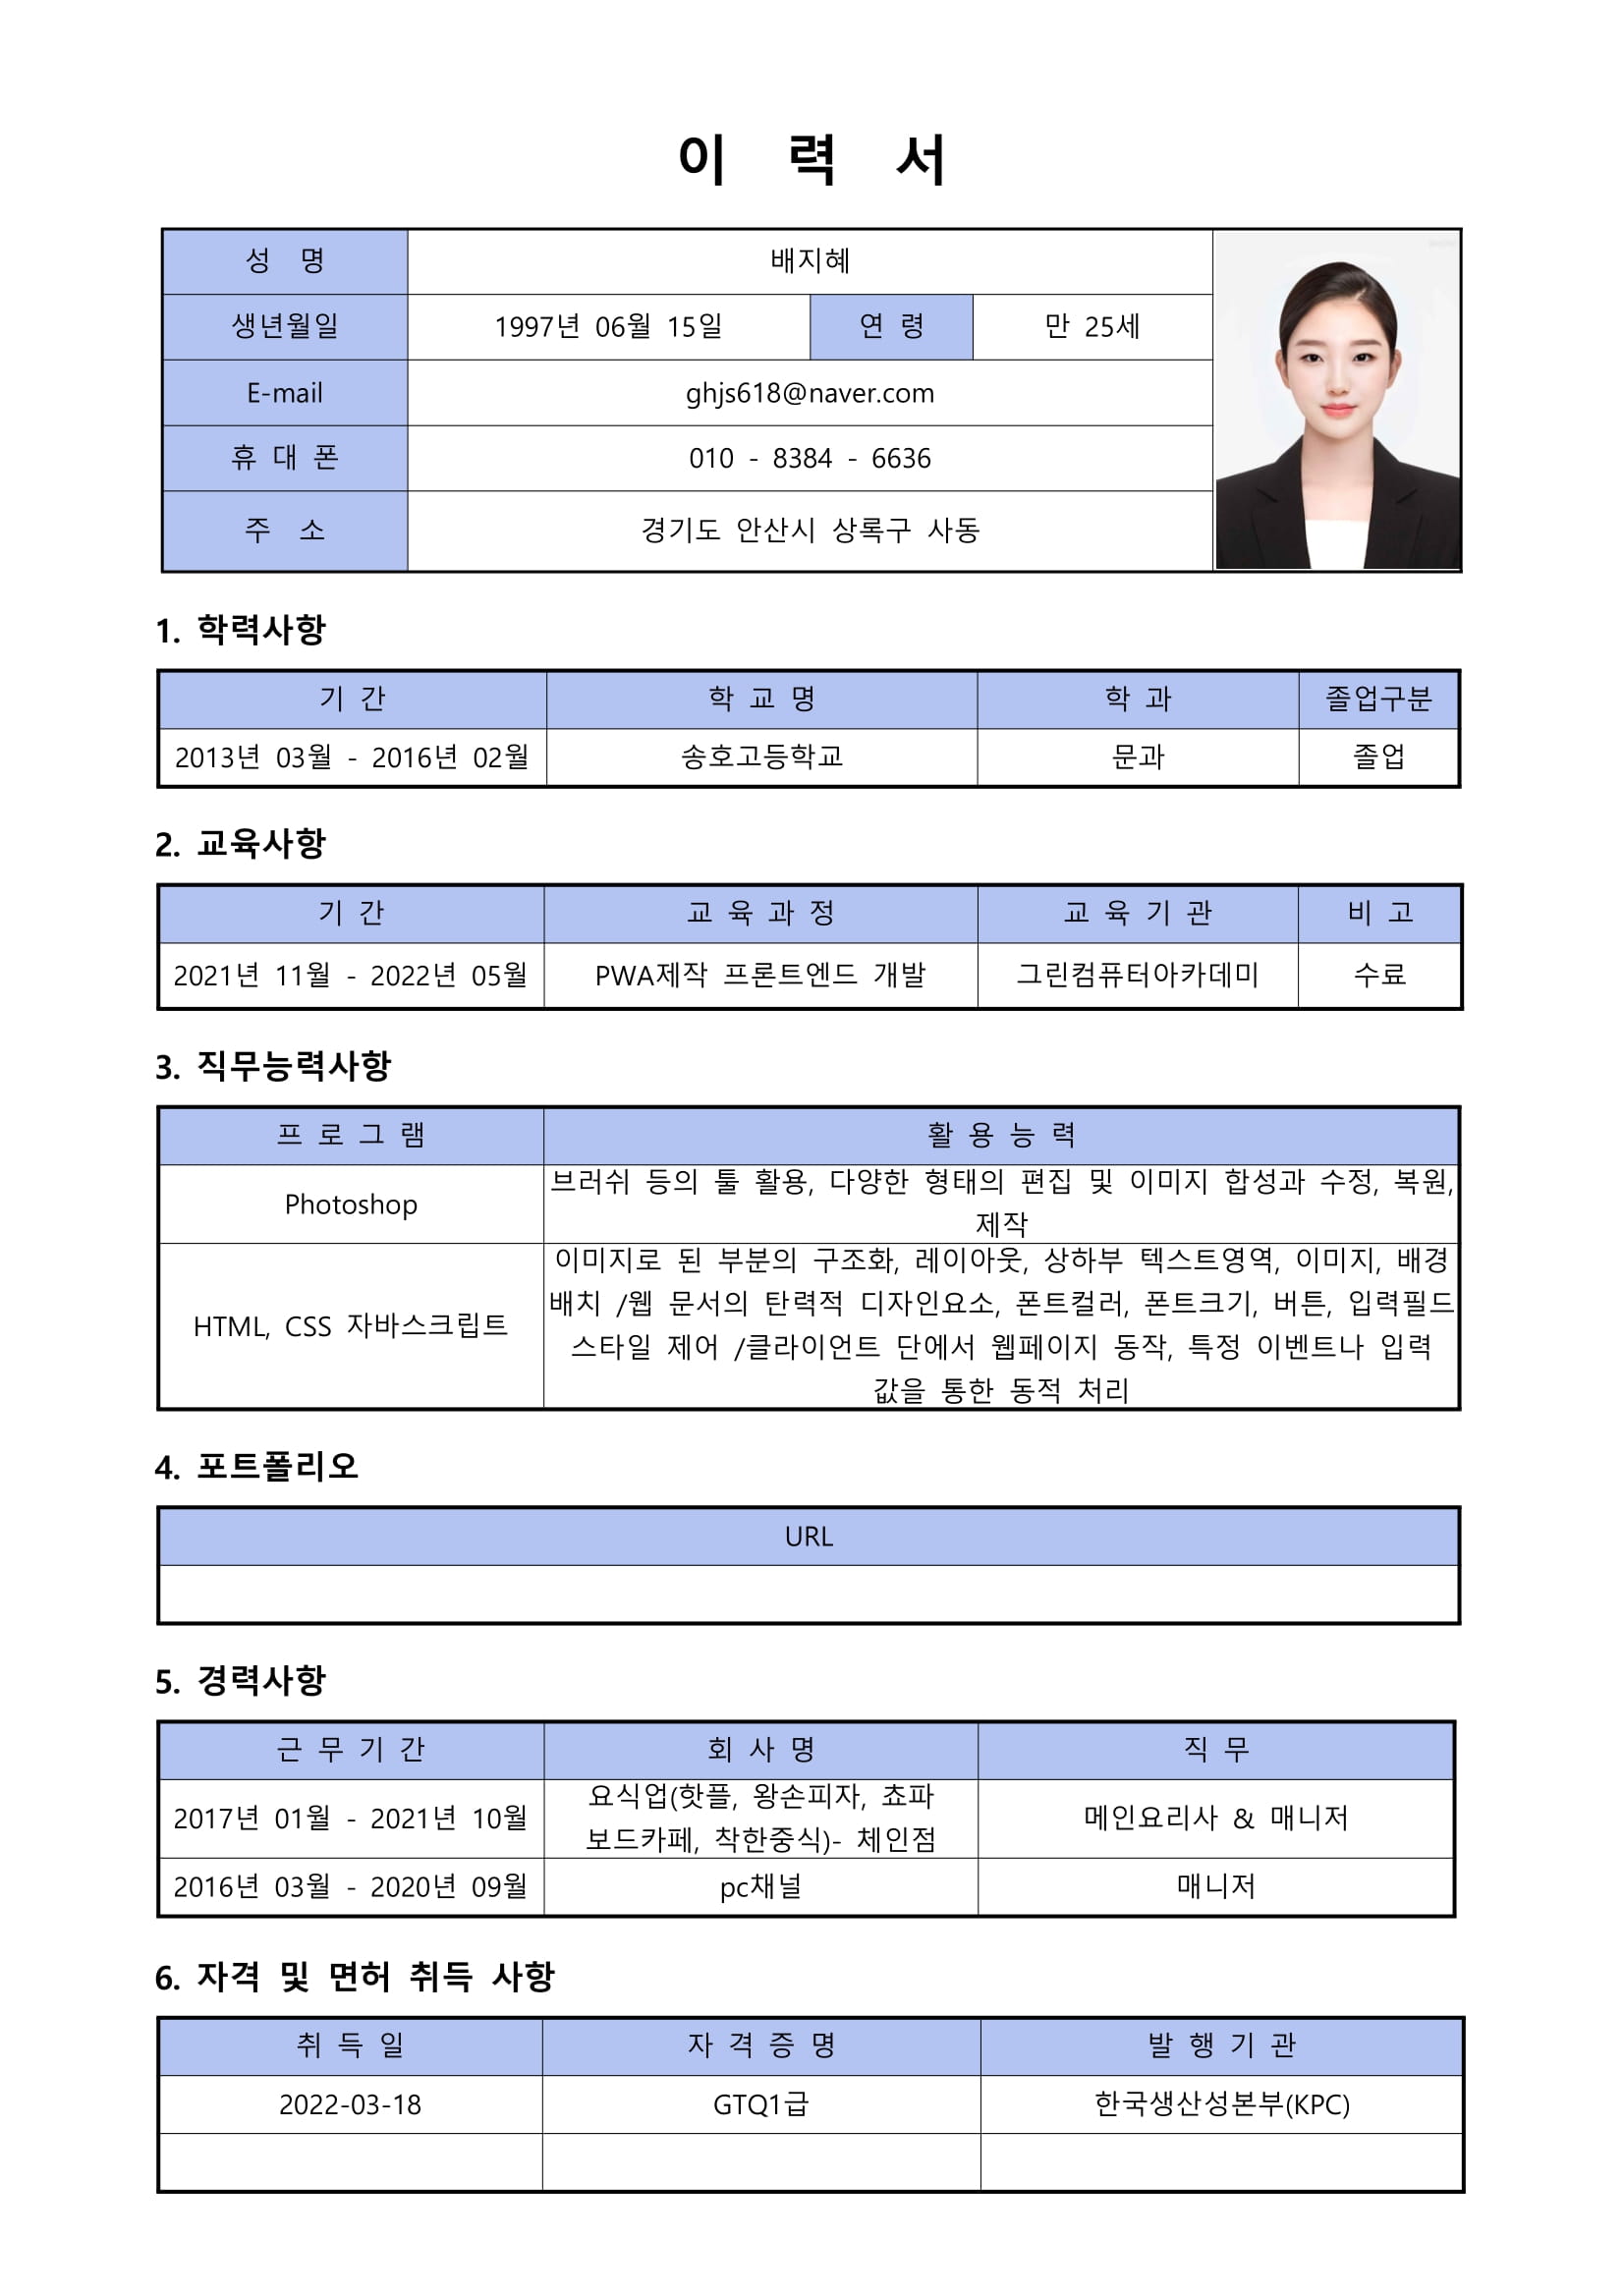 이 력 서
성 명 배지혜
생년월일 1997년 06월 15일 연 령 만 25세
E-mail ghjs618@naver.com
휴 대 폰 010 - 8384 - 6636
주 소 경기도 안산시 상록구 사동
1. 학력사항
기 간 학 교 명 학 과 졸업구분
2013년 03월 - 2016년 02월 송호고등학교 문과 졸업
2. 교육사항
기 간 교 육 과 정 교 육 기 관 비 고
2021년 11월 - 2022년 05월 PWA제작 프론트엔드 개발 그린컴퓨터아카데미 수료
3. 직무능력사항
프 로 그 램 활 용 능 력
Photoshop
브러쉬 등의 툴 활용, 다양한 형태의 편집 및 이미지 합성과 수정, 복원,
제작
HTML, CSS 자바스크립트
이미지로 된 부분의 구조화, 레이아웃, 상하부 텍스트영역, 이미지, 배경
배치 /웹 문서의 탄력적 디자인요소, 폰트컬러, 폰트크기, 버튼, 입력필드
스타일 제어 /클라이언트 단에서 웹페이지 동작, 특정 이벤트나 입력
값을 통한 동적 처리
4. 포트폴리오
URL
5. 경력사항
근 무 기 간 회 사 명 직 무
2017년 01월 - 2021년 10월
요식업(핫플, 왕손피자, 쵸파
보드카페, 착한중식)- 체인점
메인요리사 & 매니저
2016년 03월 - 2020년 09월 pc채널 매니저
6. 자격 및 면허 취득 사항
취 득 일 자 격 증 명 발 행 기 관
2022-03-18 GTQ1급 한국생산성본부(KPC)